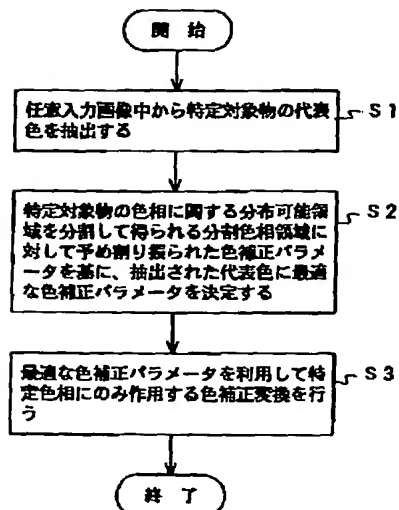 開始
任意入力画像中から特定対象物の代表
色を抽出する
S1
特定対象物の色相に関する分布可能領
域を分割して得られる分割色相領域に
対して予め割り振られた色補正パラメ
ータを基に、抽出された代表色に最適
な色補正パラメータを決定する
S2
最適な色補正パラメータを利用して特
定色相にのみ作用する色補正変換を行
う
S3
終了